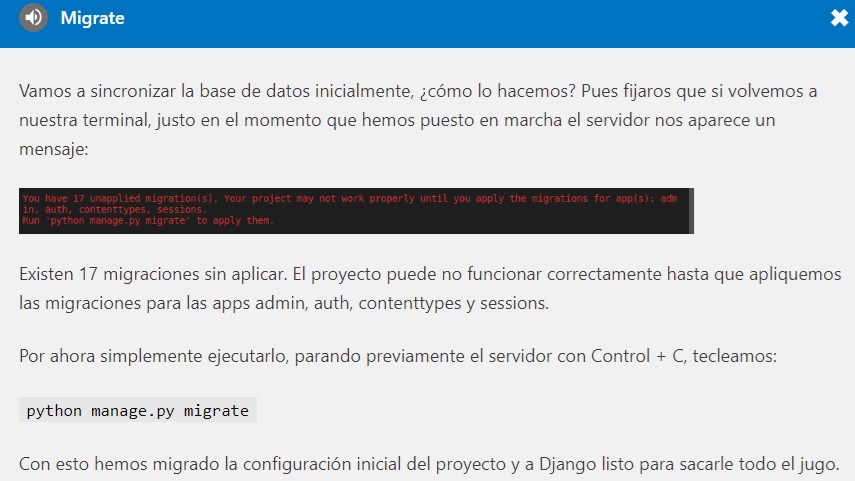 Migrate
Vamos a sincronizar la base de datos inicialmente, ¿cómo lo hacemos? Pues fijaros que si volvemos a
nuestra terminal, justo en el momento que hemos puesto en marcha el servidor nos aparece un
mensaje:
You have 17 unapplied migration(s). Your project may not work properly until you apply the migrations for app(s): adm
in, auth, contenttypes, sessions.
Run 'python manage.py migrate' to apply them.
Existen 17 migraciones sin aplicar. El proyecto puede no funcionar correctamente hasta que apliquemos
las migraciones para las apps admin, auth, contenttypes y sessions.
Por ahora simplemente ejecutarlo, parando previamente el servidor con Control + C, tecleamos:
python manage.py migrate
Con esto hemos migrado la configuración inicial del proyecto y a Django listo para sacarle todo el jugo.